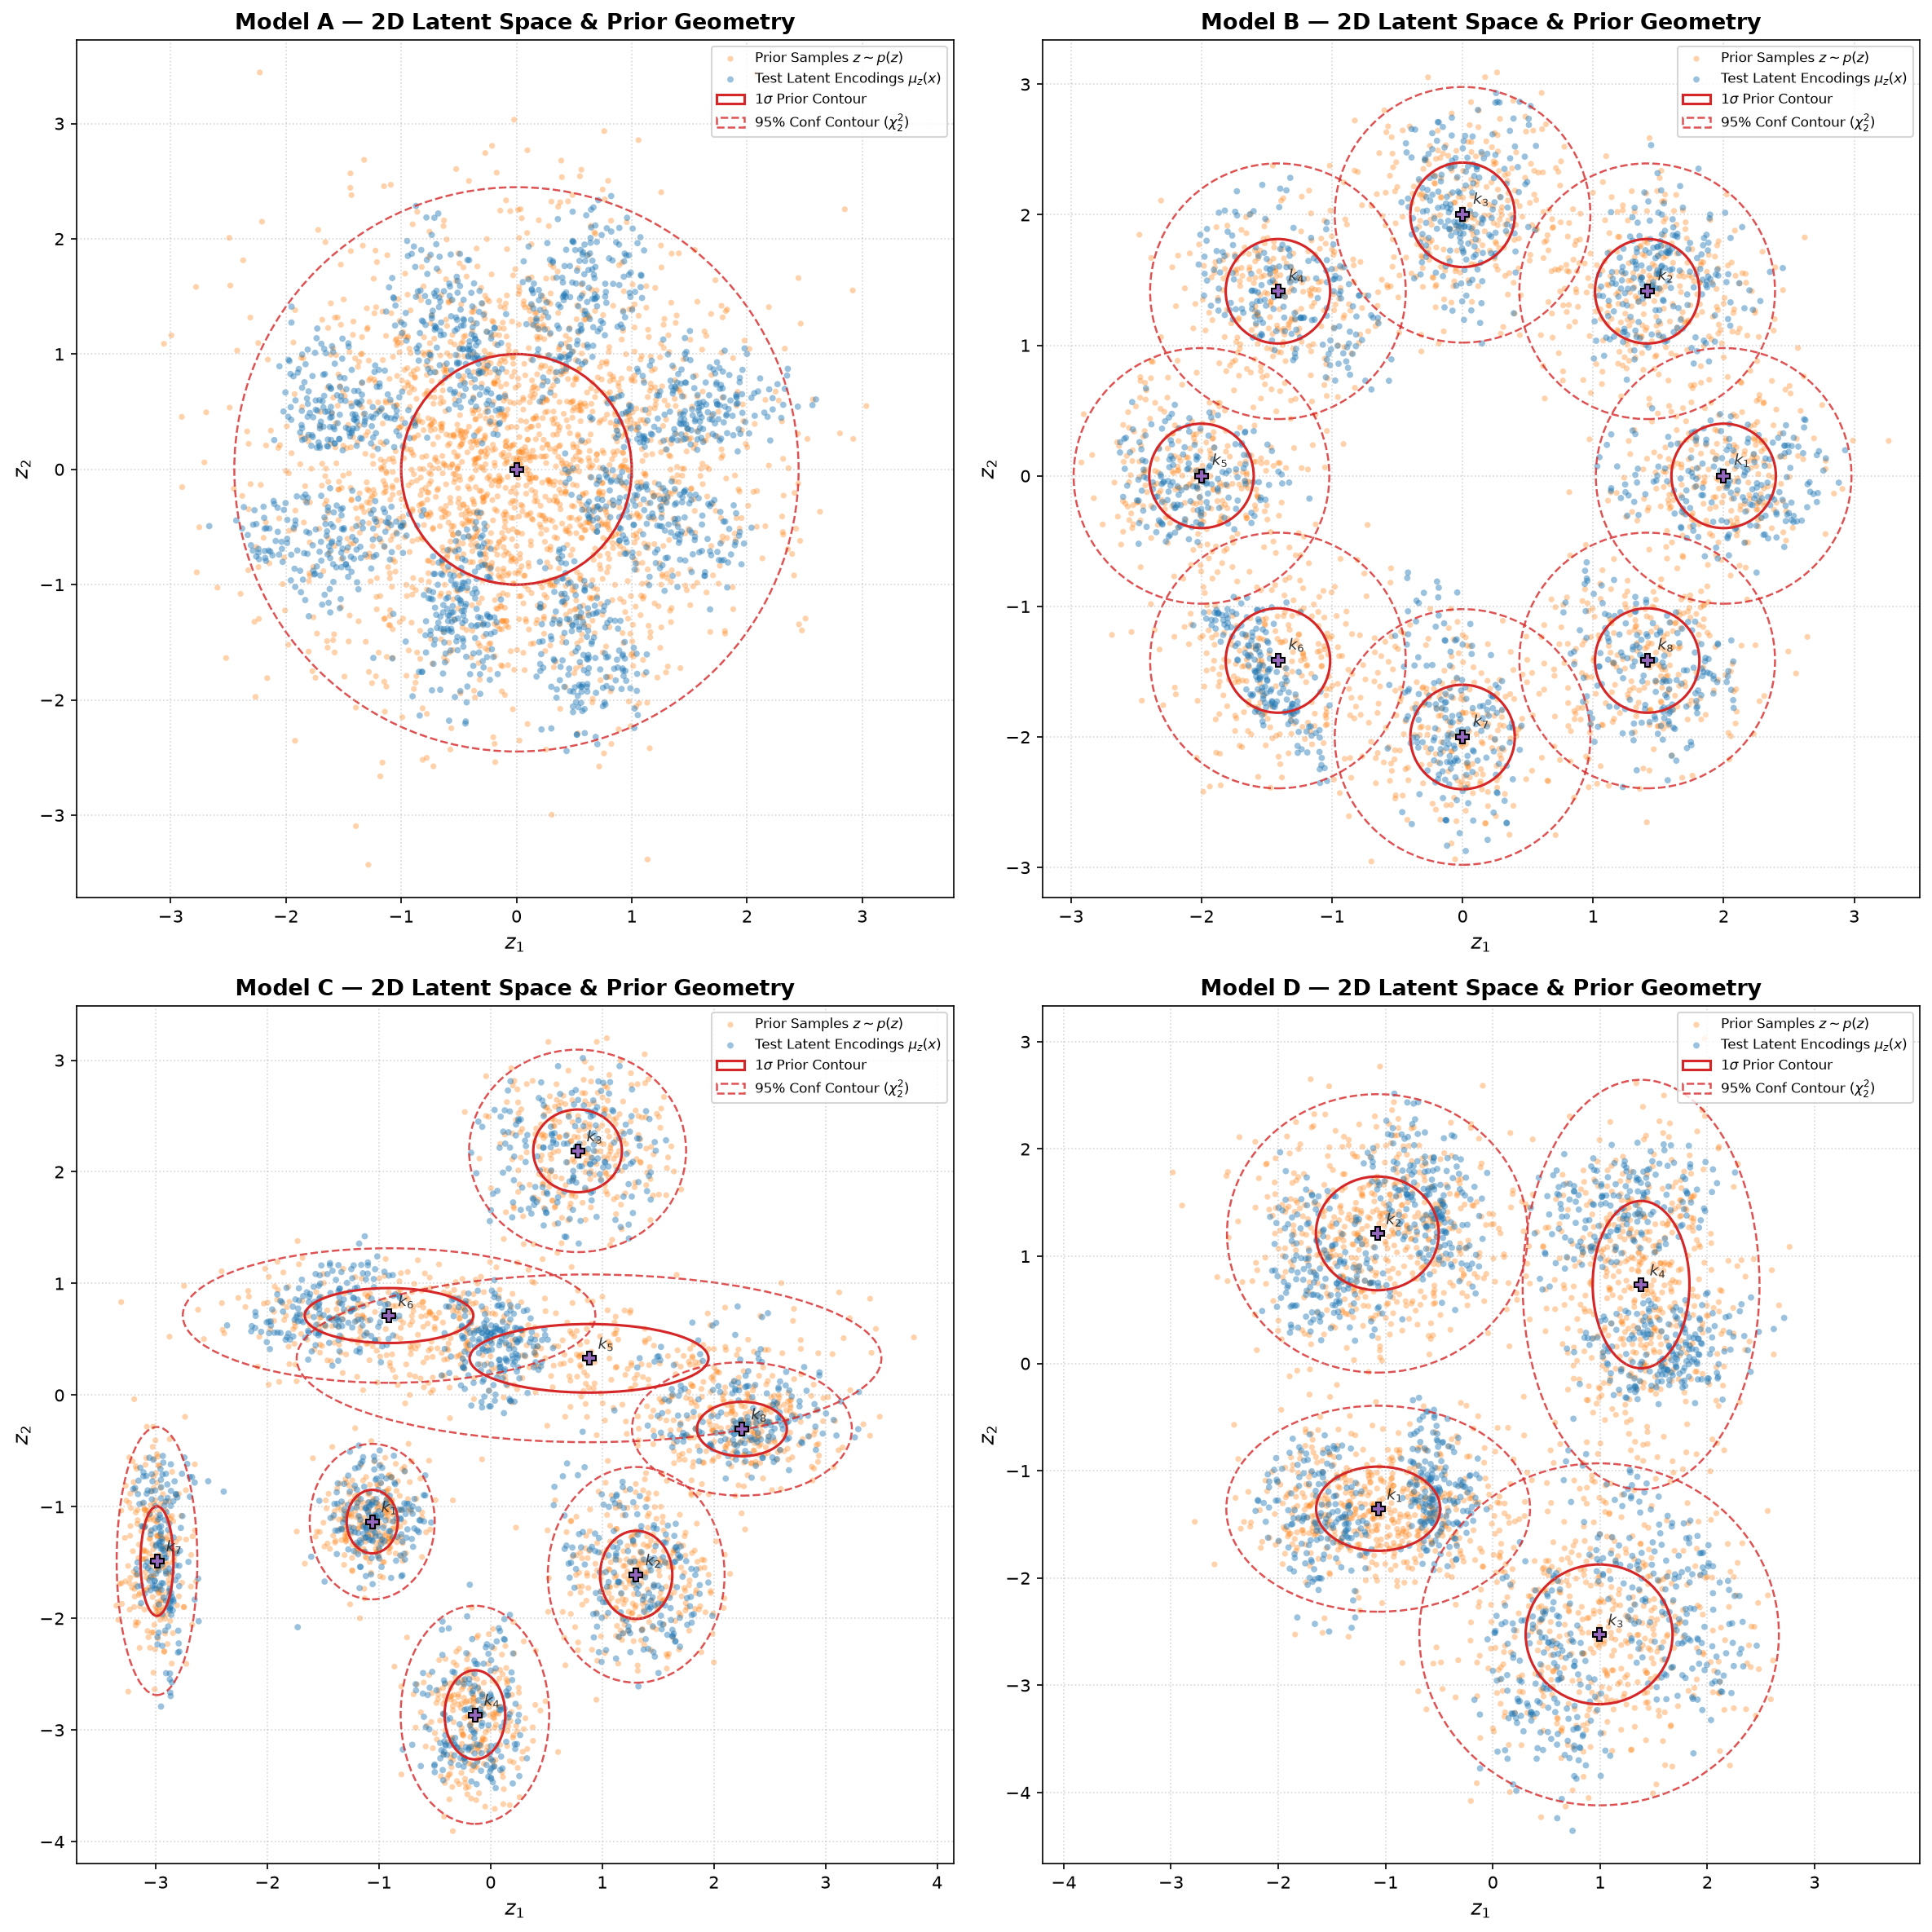 Model A — 2D Latent Space & Prior Geometry
Prior Samples z ~ p(z)
Test Latent Encodings μ_z(x)
1σ Prior Contour
95% Conf Contour (χ²₂)
3
2
1
0
−1
−2
−3
z₂
−3 −2 −1 0 1 2 3
z₁
Model B — 2D Latent Space & Prior Geometry
Prior Samples z ~ p(z)
Test Latent Encodings μ_z(x)
1σ Prior Contour
95% Conf Contour (χ²₂)
3
2
1
0
−1
−2
−3
z₂
k₃
k₄
k₂
k₅
k₁
k₆
k₈
k₇
−3 −2 −1 0 1 2 3
z₁
Model C — 2D Latent Space & Prior Geometry
Prior Samples z ~ p(z)
Test Latent Encodings μ_z(x)
1σ Prior Contour
95% Conf Contour (χ²₂)
3
2
1
0
−1
−2
−3
−4
z₂
k₃
k₆
k₅
k₈
k₁
k₇
k₂
k₄
−3 −2 −1 0 1 2 3 4
z₁
Model D — 2D Latent Space & Prior Geometry
Prior Samples z ~ p(z)
Test Latent Encodings μ_z(x)
1σ Prior Contour
95% Conf Contour (χ²₂)
3
2
1
0
−1
−2
−3
−4
z₂
k₂
k₄
k₁
k₃
−4 −3 −2 −1 0 1 2 3
z₁